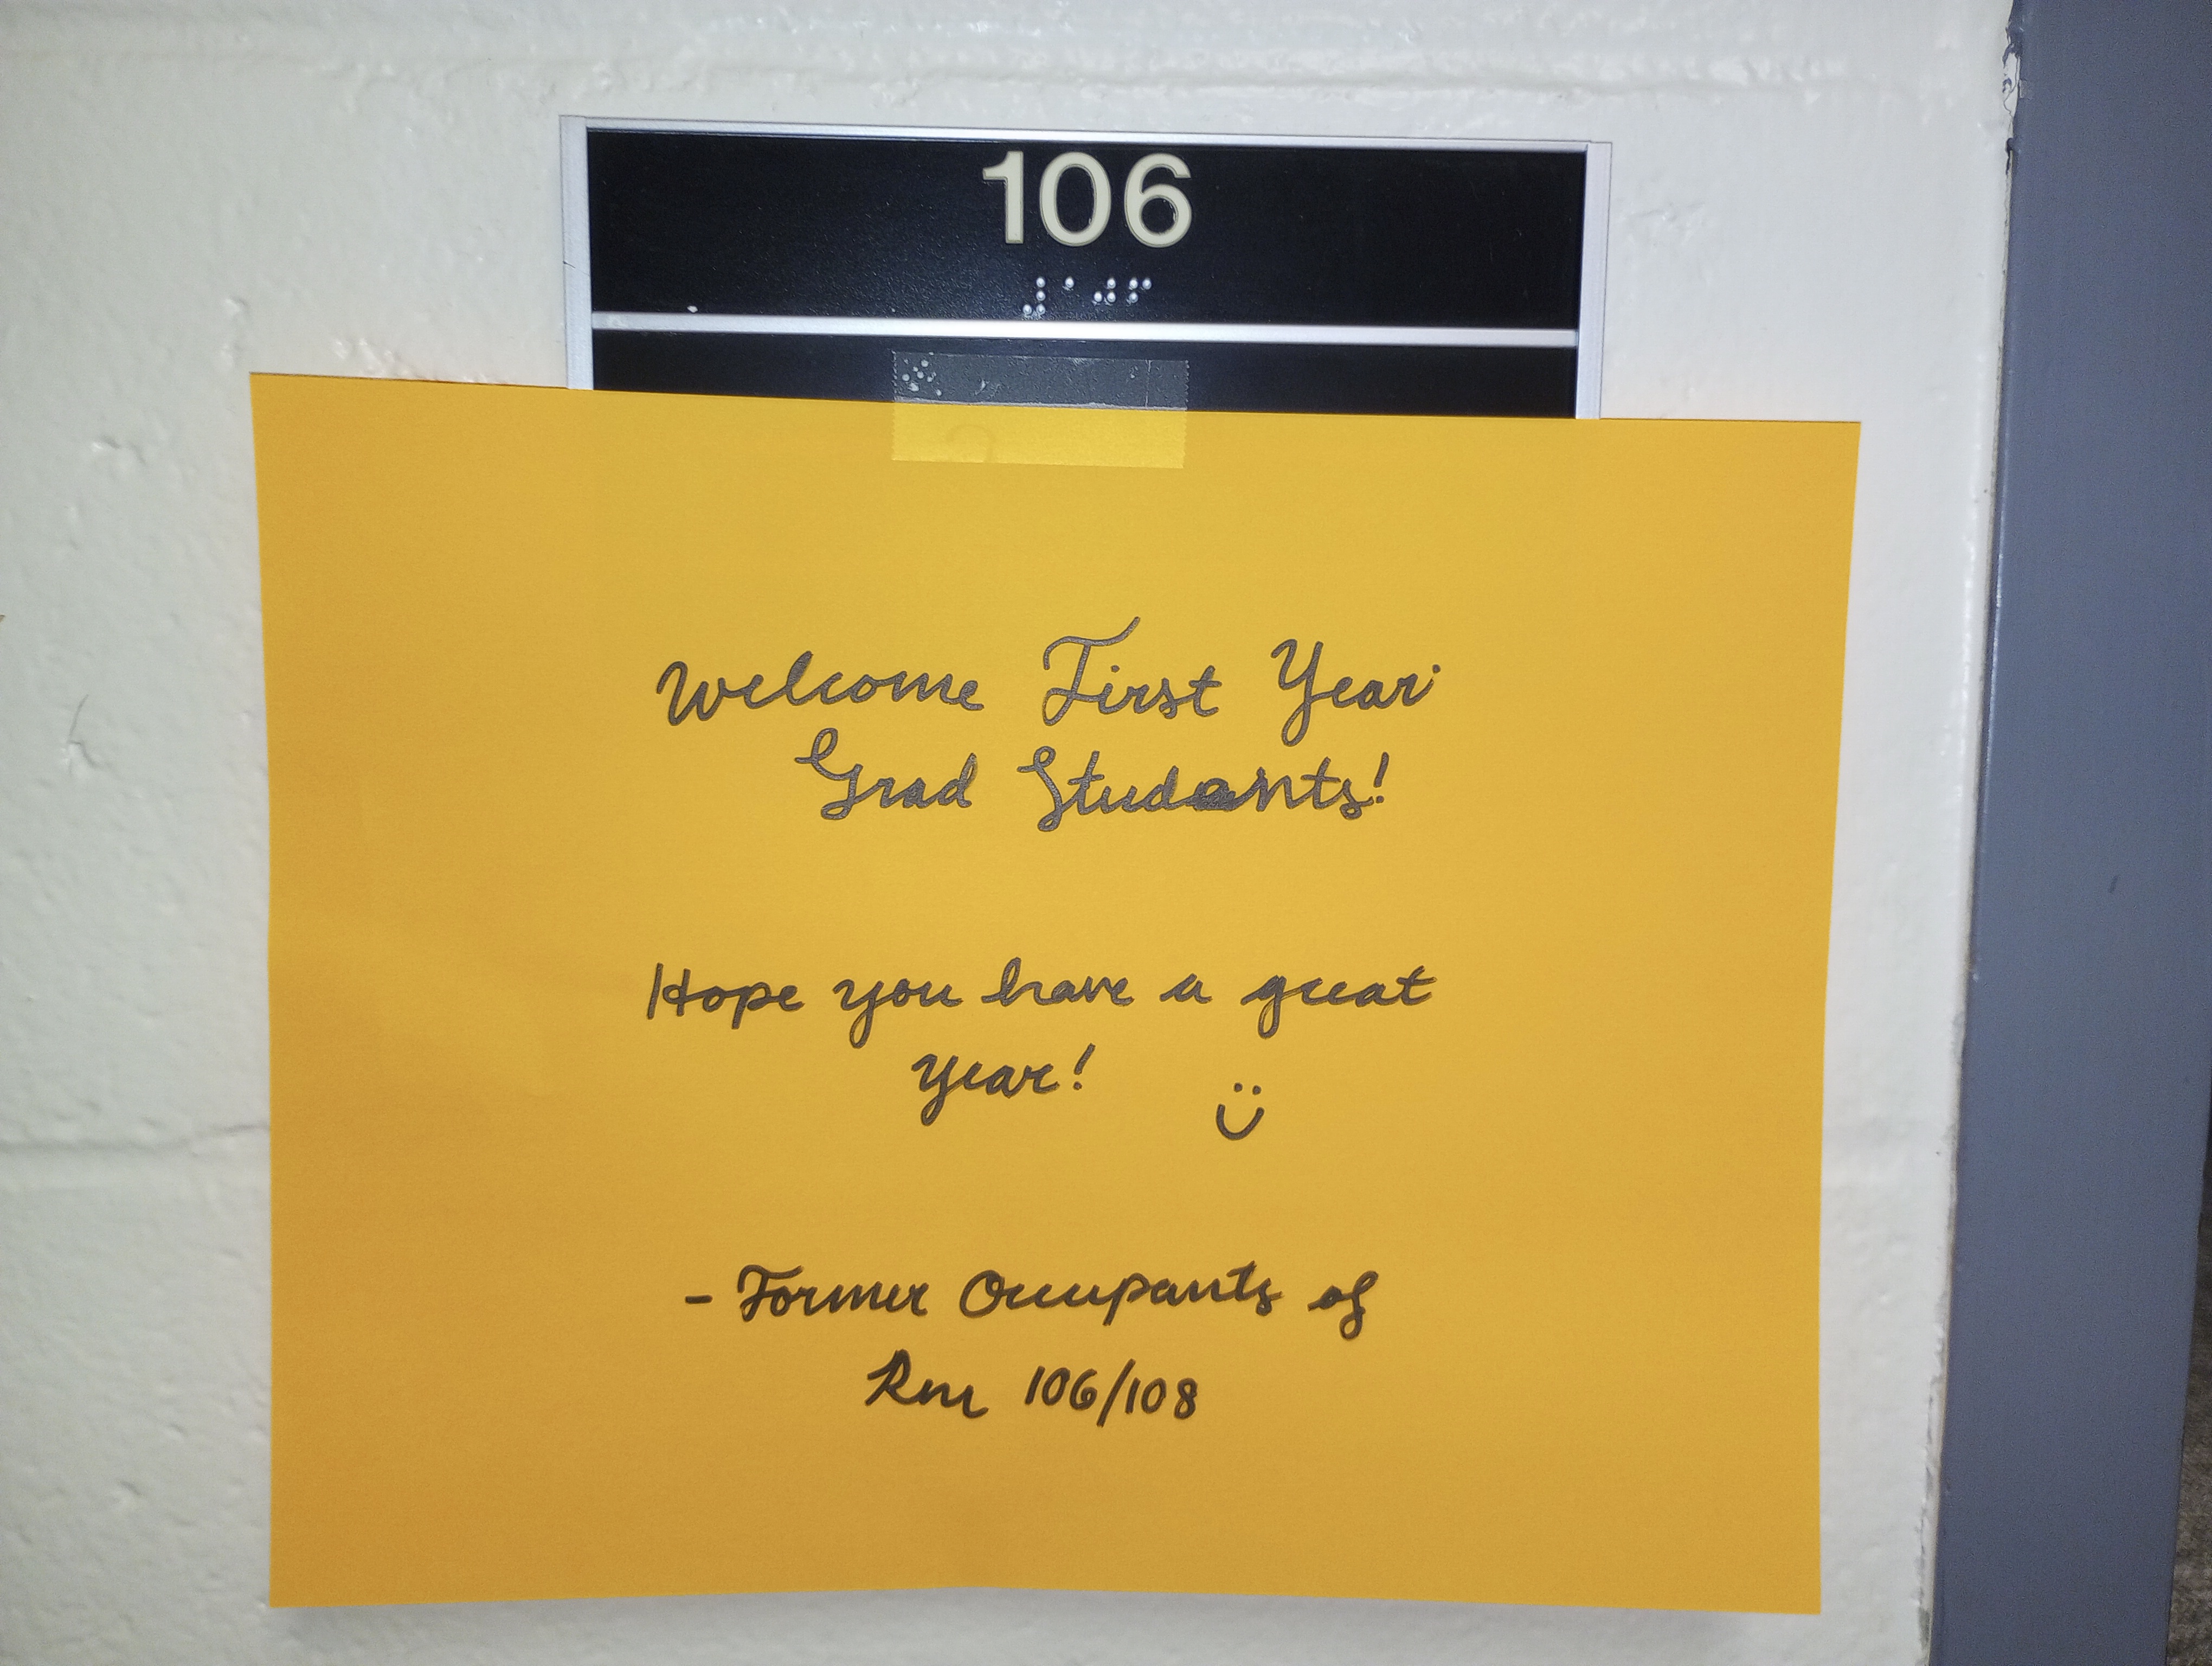 106
⠼⠁⠚⠋
Welcome First Year
Grad Students!
Hope you have a great
year!
- Former Occupants of
Rm 106/108